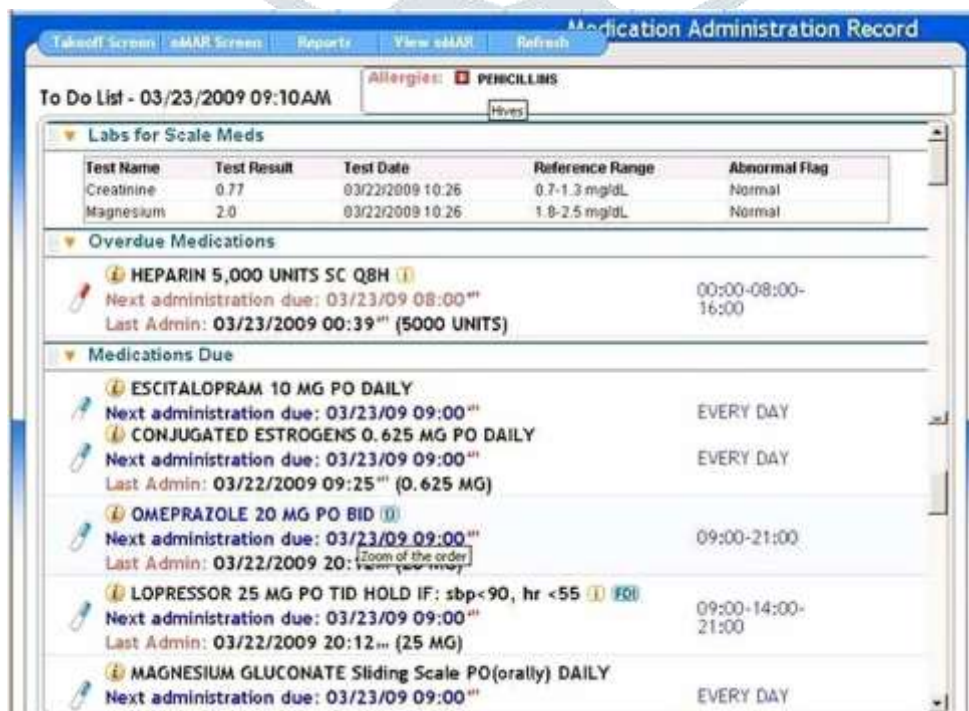 Medication Administration Record
Takeoff Screen eMAR Screen Reports View eMAR Refresh
Allergies: PENICILLINS
To Do List - 03/23/2009 09:10AM
Hives
Labs for Scale Meds
Test Name Test Result Test Date Reference Range Abnormal Flag
Creatinine 0.77 03/22/2009 10:26 0.7-1.3 mg/dL Normal
Magnesium 2.0 03/22/2009 10:26 1.8-2.5 mg/dL Normal
Overdue Medications
HEPARIN 5,000 UNITS SC Q8H
Next administration due: 03/23/09 08:00
00:00-08:00-
16:00
Last Admin: 03/23/2009 00:39 (5000 UNITS)
Medications Due
ESCITALOPRAM 10 MG PO DAILY
Next administration due: 03/23/09 09:00 EVERY DAY
CONJUGATED ESTROGENS 0.625 MG PO DAILY
Next administration due: 03/23/09 09:00 EVERY DAY
Last Admin: 03/22/2009 09:25 (0.625 MG)
OMEPRAZOLE 20 MG PO BID
Next administration due: 03/23/09 09:00 09:00-21:00
Zoom of the order
Last Admin: 03/22/2009
LOPRESSOR 25 MG PO TID HOLD IF: sbp<90, hr <55 FDI
Next administration due: 03/23/09 09:00
09:00-14:00-
21:00
Last Admin: 03/22/2009 20:12 (25 MG)
MAGNESIUM GLUCONATE Sliding Scale PO(orally) DAILY
Next administration due: 03/23/09 09:00 EVERY DAY